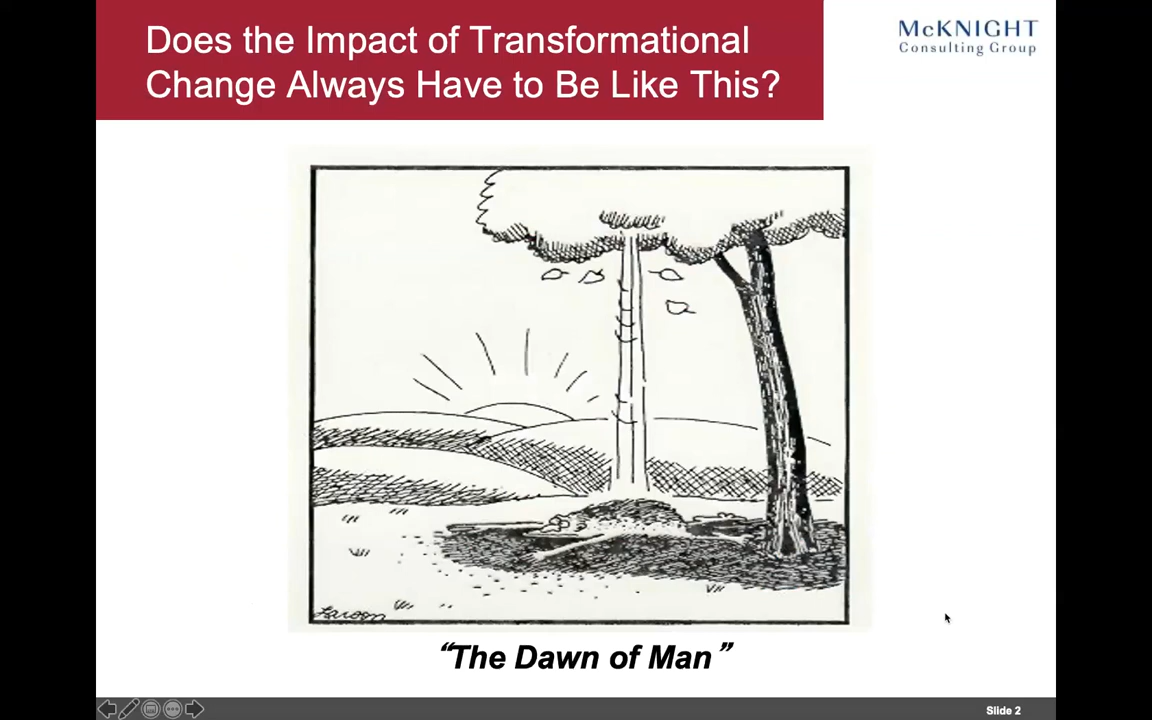 Does the Impact of Transformational
Change Always Have to Be Like This?
McKNIGHT
Consulting Group
Larson
“The Dawn of Man”
Slide 2